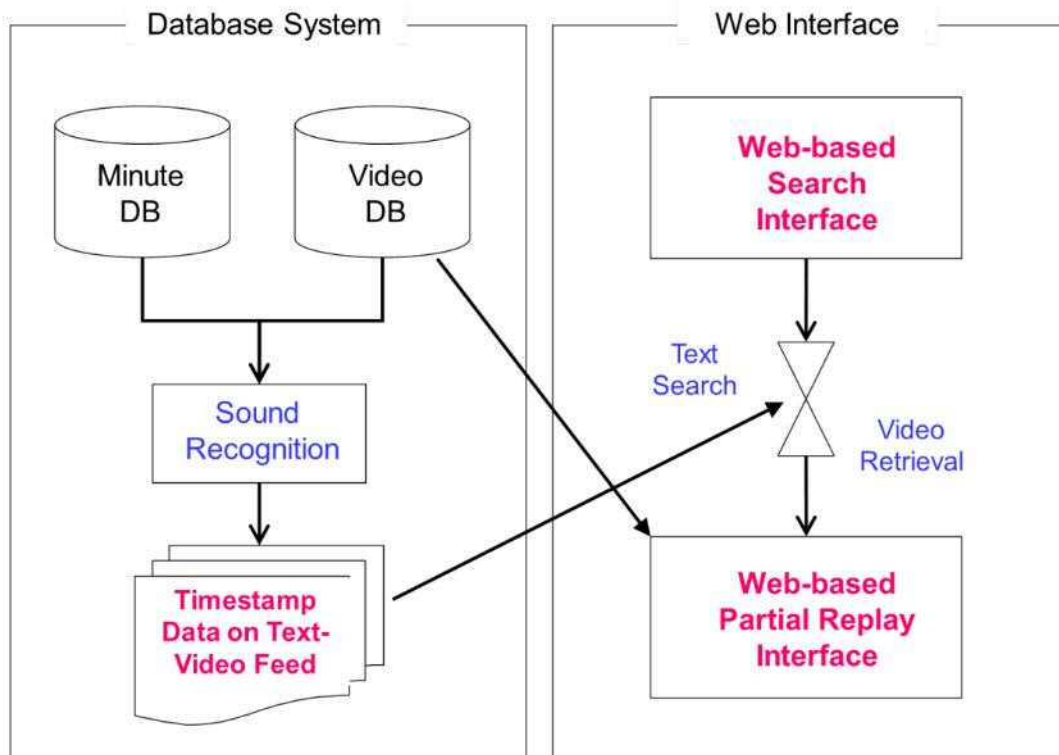 Database System
Minute
DB
Video
DB
Sound
Recognition
Timestamp
Data on Text-
Video Feed
Web Interface
Web-based
Search
Interface
Text
Search
Video
Retrieval
Web-based
Partial Replay
Interface